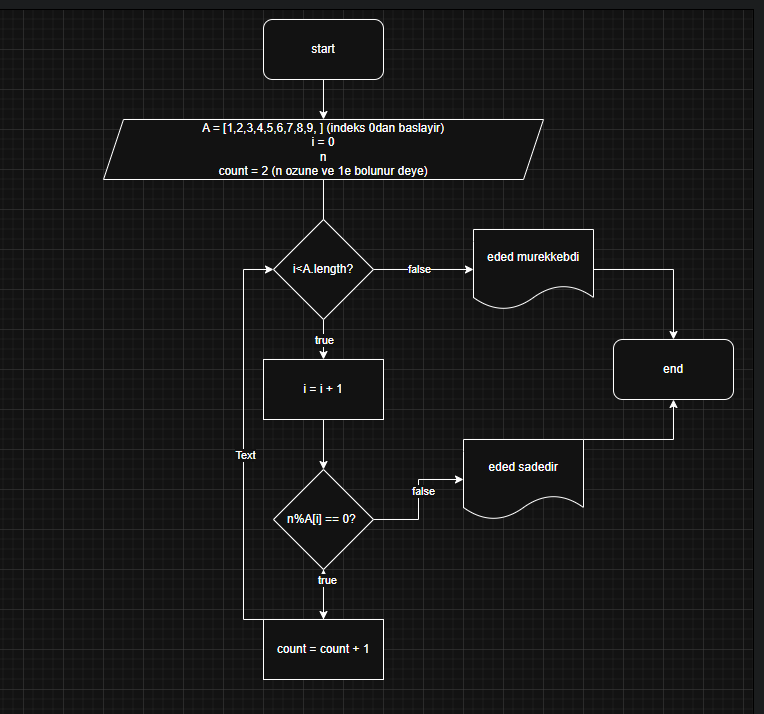 start
A = [1,2,3,4,5,6,7,8,9, ] (indeks 0dan baslayir)
i = 0
n
count = 2 (n ozune ve 1e bolunur deye)
i<A.length?
false
eded murekkebdi
true
end
i = i + 1
Text
eded sadedir
false
n%A[i] == 0?
true
count = count + 1